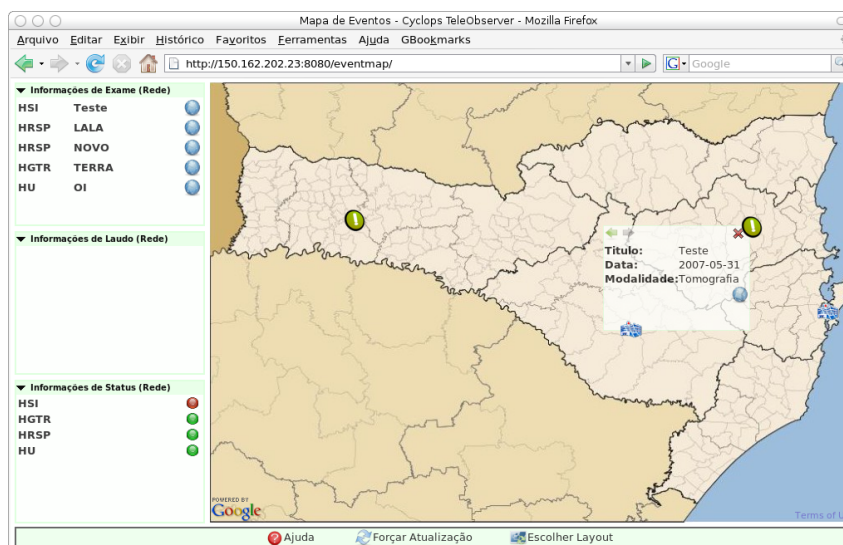 Mapa de Eventos - Cyclops TeleObserver - Mozilla Firefox
Arquivo Editar Exibir Histórico Favoritos Ferramentas Ajuda GBookmarks
http://150.162.202.23:8080/eventmap/
G Google
Informações de Exame (Rede)
HSI Teste
HRSP LALA
HRSP NOVO
HGTR TERRA
HU OI
Informações de Laudo (Rede)
Informações de Status (Rede)
HSI
HGTR
HRSP
HU
Titulo: Teste
Data: 2007-05-31
Modalidade:Tomografia
POWERED BY
Google
Terms of
Ajuda Forçar Atualização Escolher Layout